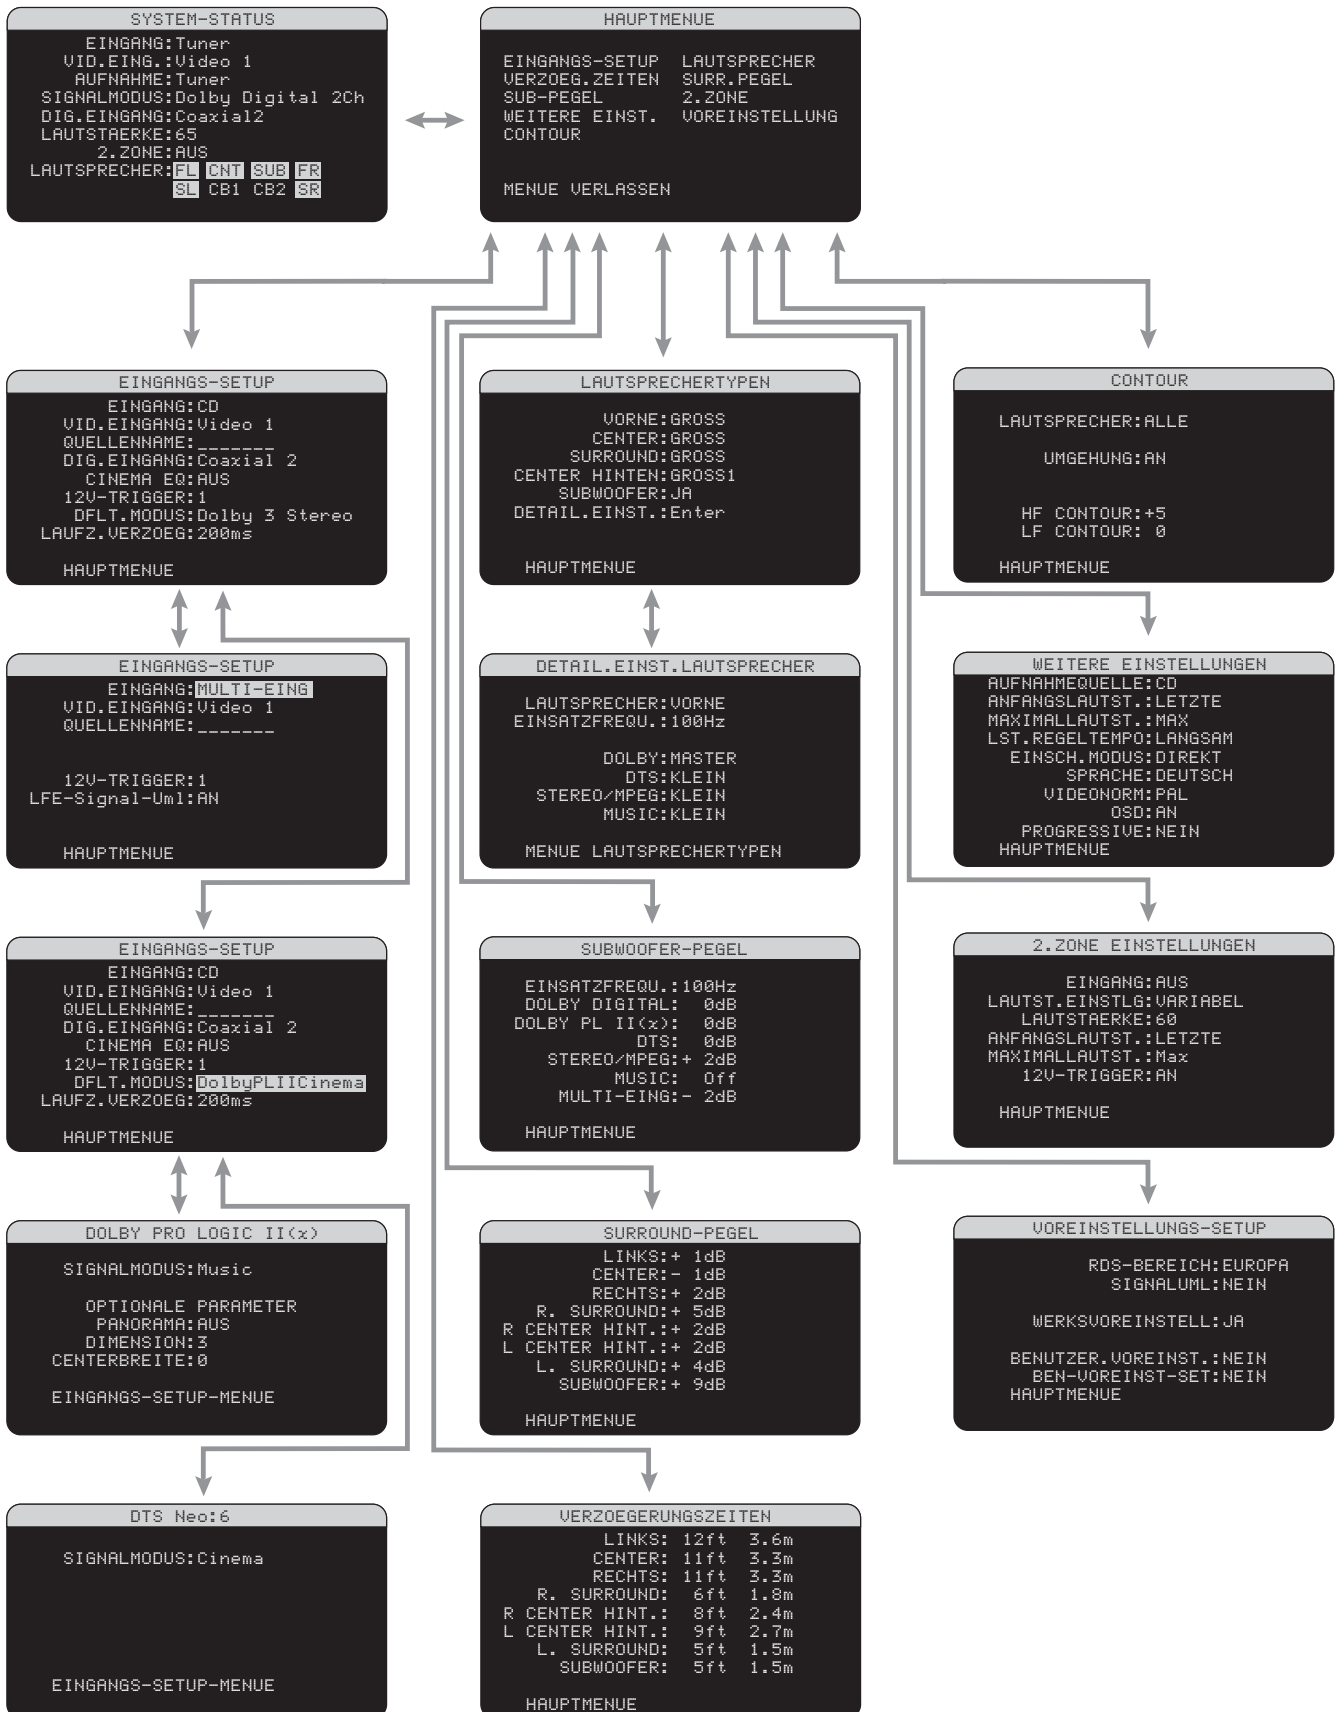 SYSTEM-STATUS
EINGANG:Tuner
VID.EING.:Video 1
AUFNAHME:Tuner
SIGNALMODUS:Dolby Digital 2Ch
DIG.EINGANG:Coaxial2
LAUTSTAERKE:65
2.ZONE:AUS
LAUTSPRECHER:FL CNT SUB FR
SL CB1 CB2 SR
HAUPTMENUE
EINGANGS-SETUP LAUTSPRECHER
VERZOEG.ZEITEN SURR.PEGEL
SUB-PEGEL 2.ZONE
WEITERE EINST. VOREINSTELLUNG
CONTOUR
MENUE VERLASSEN
EINGANGS-SETUP
EINGANG:CD
VID.EINGANG:Video 1
QUELLENNAME:_______
DIG.EINGANG:Coaxial 2
CINEMA EQ:AUS
12V-TRIGGER:1
DFLT.MODUS:Dolby 3 Stereo
LAUFZ.VERZOEG:200ms
HAUPTMENUE
LAUTSPRECHERTYPEN
VORNE:GROSS
CENTER:GROSS
SURROUND:GROSS
CENTER HINTEN:GROSS1
SUBWOOFER:JA
DETAIL.EINST.:Enter
HAUPTMENUE
CONTOUR
LAUTSPRECHER:ALLE
UMGEHUNG:AN
HF CONTOUR:+5
LF CONTOUR: 0
HAUPTMENUE
EINGANGS-SETUP
EINGANG:MULTI-EING
VID.EINGANG:Video 1
QUELLENNAME:_______
12V-TRIGGER:1
LFE-Signal-Uml:AN
HAUPTMENUE
DETAIL.EINST.LAUTSPRECHER
LAUTSPRECHER:VORNE
EINSATZFREQU.:100Hz
DOLBY:MASTER
DTS:KLEIN
STEREO/MPEG:KLEIN
MUSIC:KLEIN
MENUE LAUTSPRECHERTYPEN
WEITERE EINSTELLUNGEN
AUFNAHMEQUELLE:CD
ANFANGSLAUTST.:LETZTE
MAXIMALLAUTST.:MAX
LST.REGELTEMPO:LANGSAM
EINSCH.MODUS:DIREKT
SPRACHE:DEUTSCH
VIDEONORM:PAL
OSD:AN
PROGRESSIVE:NEIN
HAUPTMENUE
EINGANGS-SETUP
EINGANG:CD
VID.EINGANG:Video 1
QUELLENNAME:_______
DIG.EINGANG:Coaxial 2
CINEMA EQ:AUS
12V-TRIGGER:1
DFLT.MODUS:DolbyPLIICinema
LAUFZ.VERZOEG:200ms
HAUPTMENUE
SUBWOOFER-PEGEL
EINSATZFREQU.:100Hz
DOLBY DIGITAL: 0dB
DOLBY PL II(x): 0dB
DTS: 0dB
STEREO/MPEG:+ 2dB
MUSIC: Off
MULTI-EING:- 2dB
HAUPTMENUE
2.ZONE EINSTELLUNGEN
EINGANG:AUS
LAUTST.EINSTLG:VARIABEL
LAUTSTAERKE:60
ANFANGSLAUTST.:LETZTE
MAXIMALLAUTST.:Max
12V-TRIGGER:AN
HAUPTMENUE
DOLBY PRO LOGIC II(x)
SIGNALMODUS:Music
OPTIONALE PARAMETER
PANORAMA:AUS
DIMENSION:3
CENTERBREITE:0
EINGANGS-SETUP-MENUE
SURROUND-PEGEL
LINKS:+ 1dB
CENTER:- 1dB
RECHTS:+ 2dB
R. SURROUND:+ 5dB
R CENTER HINT.:+ 2dB
L CENTER HINT.:+ 2dB
L. SURROUND:+ 4dB
SUBWOOFER:+ 9dB
HAUPTMENUE
VOREINSTELLUNGS-SETUP
RDS-BEREICH:EUROPA
SIGNALUML:NEIN
WERKSVOREINSTELL:JA
BENUTZER.VOREINST.:NEIN
BEN-VOREINST-SET:NEIN
HAUPTMENUE
DTS Neo:6
SIGNALMODUS:Cinema
EINGANGS-SETUP-MENUE
VERZOEGERUNGSZEITEN
LINKS: 12ft 3.6m
CENTER: 11ft 3.3m
RECHTS: 11ft 3.3m
R. SURROUND: 6ft 1.8m
R CENTER HINT.: 8ft 2.4m
L CENTER HINT.: 9ft 2.7m
L. SURROUND: 5ft 1.5m
SUBWOOFER: 5ft 1.5m
HAUPTMENUE